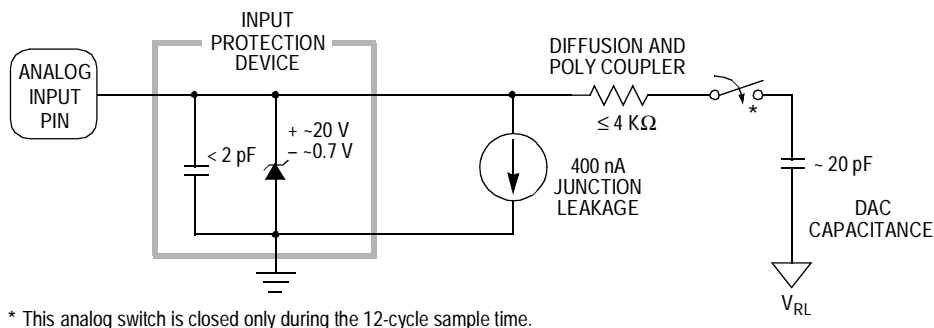 INPUT
PROTECTION
DEVICE
ANALOG
INPUT
PIN
< 2 pF
+ ~20 V
– ~0.7 V
DIFFUSION AND
POLY COUPLER
≤ 4 KΩ
*
400 nA
JUNCTION
LEAKAGE
~ 20 pF
DAC
CAPACITANCE
VRL
* This analog switch is closed only during the 12-cycle sample time.